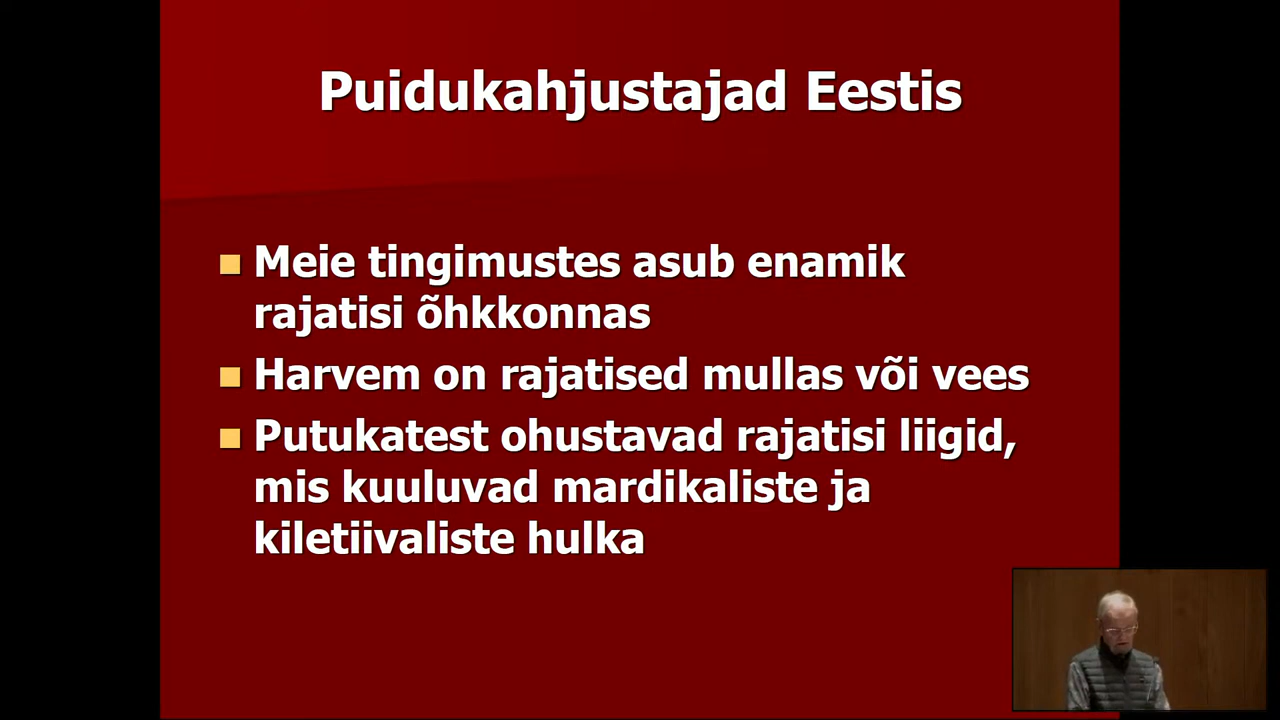 Puidukahjustajad Eestis
Meie tingimustes asub enamik
rajatisi õhkkonnas
Harvem on rajatised mullas või vees
Putukatest ohustavad rajatisi liigid,
mis kuuluvad mardikaliste ja
kiletiivaliste hulka